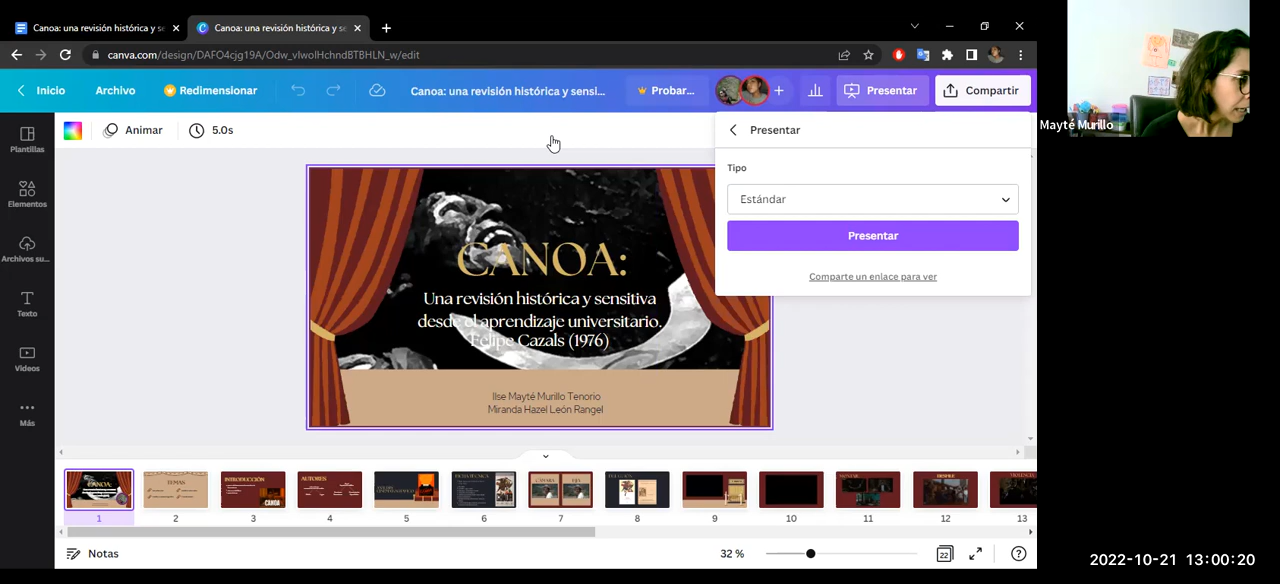 Canoa: una revisión histórica y se
Canoa: una revisión histórica y se
canva.com/design/DAFO4cjg19A/Odw_vIwolHchndBTBHLN_w/edit
Inicio
Archivo
Redimensionar
Canoa: una revisión histórica y sensi...
Probar...
Presentar
Compartir
Plantillas
Elementos
Archivos su...
Texto
Videos
Más
Animar
5.0s
Presentar
Tipo
Estándar
Presentar
Comparte un enlace para ver
CANOA:
Una revisión histórica y sensitiva
desde el aprendizaje universitario.
Felipe Cazals (1976)
Ilse Mayté Murillo Tenorio
Miranda Hazel León Rangel
CANOA:
TEMAS
INTRODUCCIÓN
CANOA
AUTORES
1
2
3
4
5
6
7
8
9
10
11
12
13
Notas
32 %
22
Mayté Murillo
2022-10-21 13:00:20